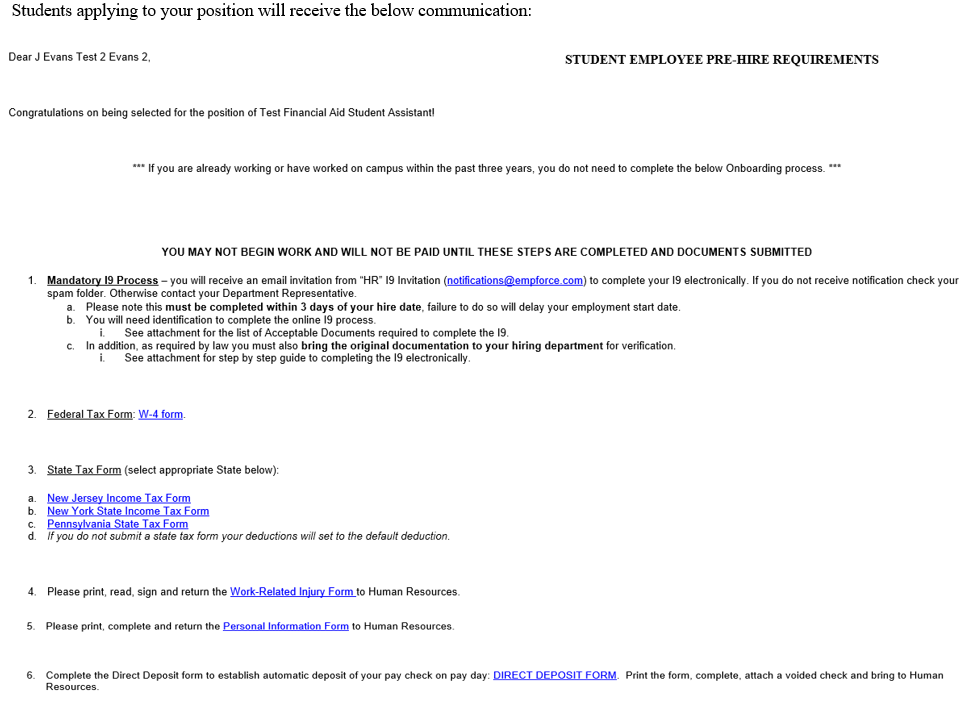 Students applying to your position will receive the below communication:
Dear J Evans Test 2 Evans 2,
STUDENT EMPLOYEE PRE-HIRE REQUIREMENTS
Congratulations on being selected for the position of Test Financial Aid Student Assistant!
*** If you are already working or have worked on campus within the past three years, you do not need to complete the below Onboarding process. ***
YOU MAY NOT BEGIN WORK AND WILL NOT BE PAID UNTIL THESE STEPS ARE COMPLETED AND DOCUMENTS SUBMITTED
1. Mandatory I9 Process – you will receive an email invitation from "HR" I9 Invitation (notifications@empforce.com) to complete your I9 electronically. If you do not receive notification check your
spam folder. Otherwise contact your Department Representative.
a. Please note this must be completed within 3 days of your hire date, failure to do so will delay your employment start date.
b. You will need identification to complete the online I9 process.
i. See attachment for the list of Acceptable Documents required to complete the I9.
c. In addition, as required by law you must also bring the original documentation to your hiring department for verification.
i. See attachment for step by step guide to completing the I9 electronically.
2. Federal Tax Form: W-4 form.
3. State Tax Form (select appropriate State below):
a. New Jersey Income Tax Form
b. New York State Income Tax Form
c. Pennsylvania State Tax Form
d. If you do not submit a state tax form your deductions will set to the default deduction.
4. Please print, read, sign and return the Work-Related Injury Form to Human Resources.
5. Please print, complete and return the Personal Information Form to Human Resources.
6. Complete the Direct Deposit form to establish automatic deposit of your pay check on pay day: DIRECT DEPOSIT FORM. Print the form, complete, attach a voided check and bring to Human
Resources.